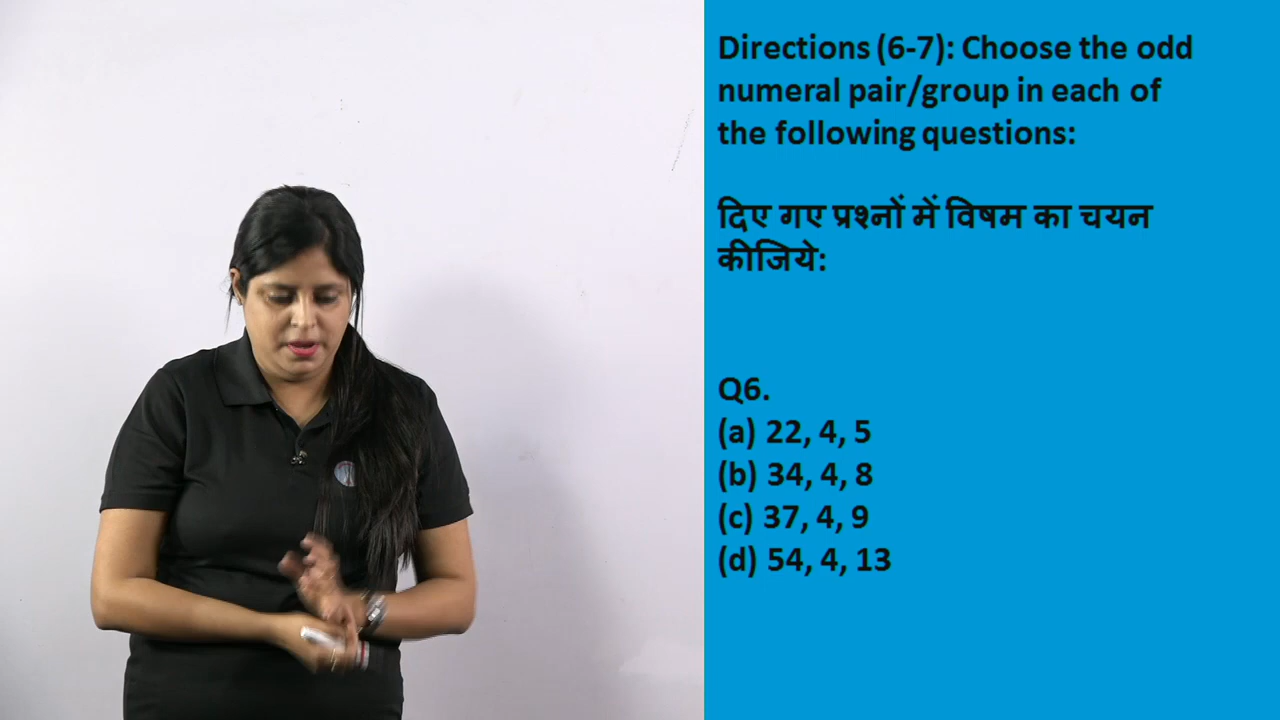 Directions (6-7): Choose the odd
numeral pair/group in each of
the following questions:
दिए गए प्रश्नों में विषम का चयन
कीजिये:
Q6.
(a) 22, 4, 5
(b) 34, 4, 8
(c) 37, 4, 9
(d) 54, 4, 13